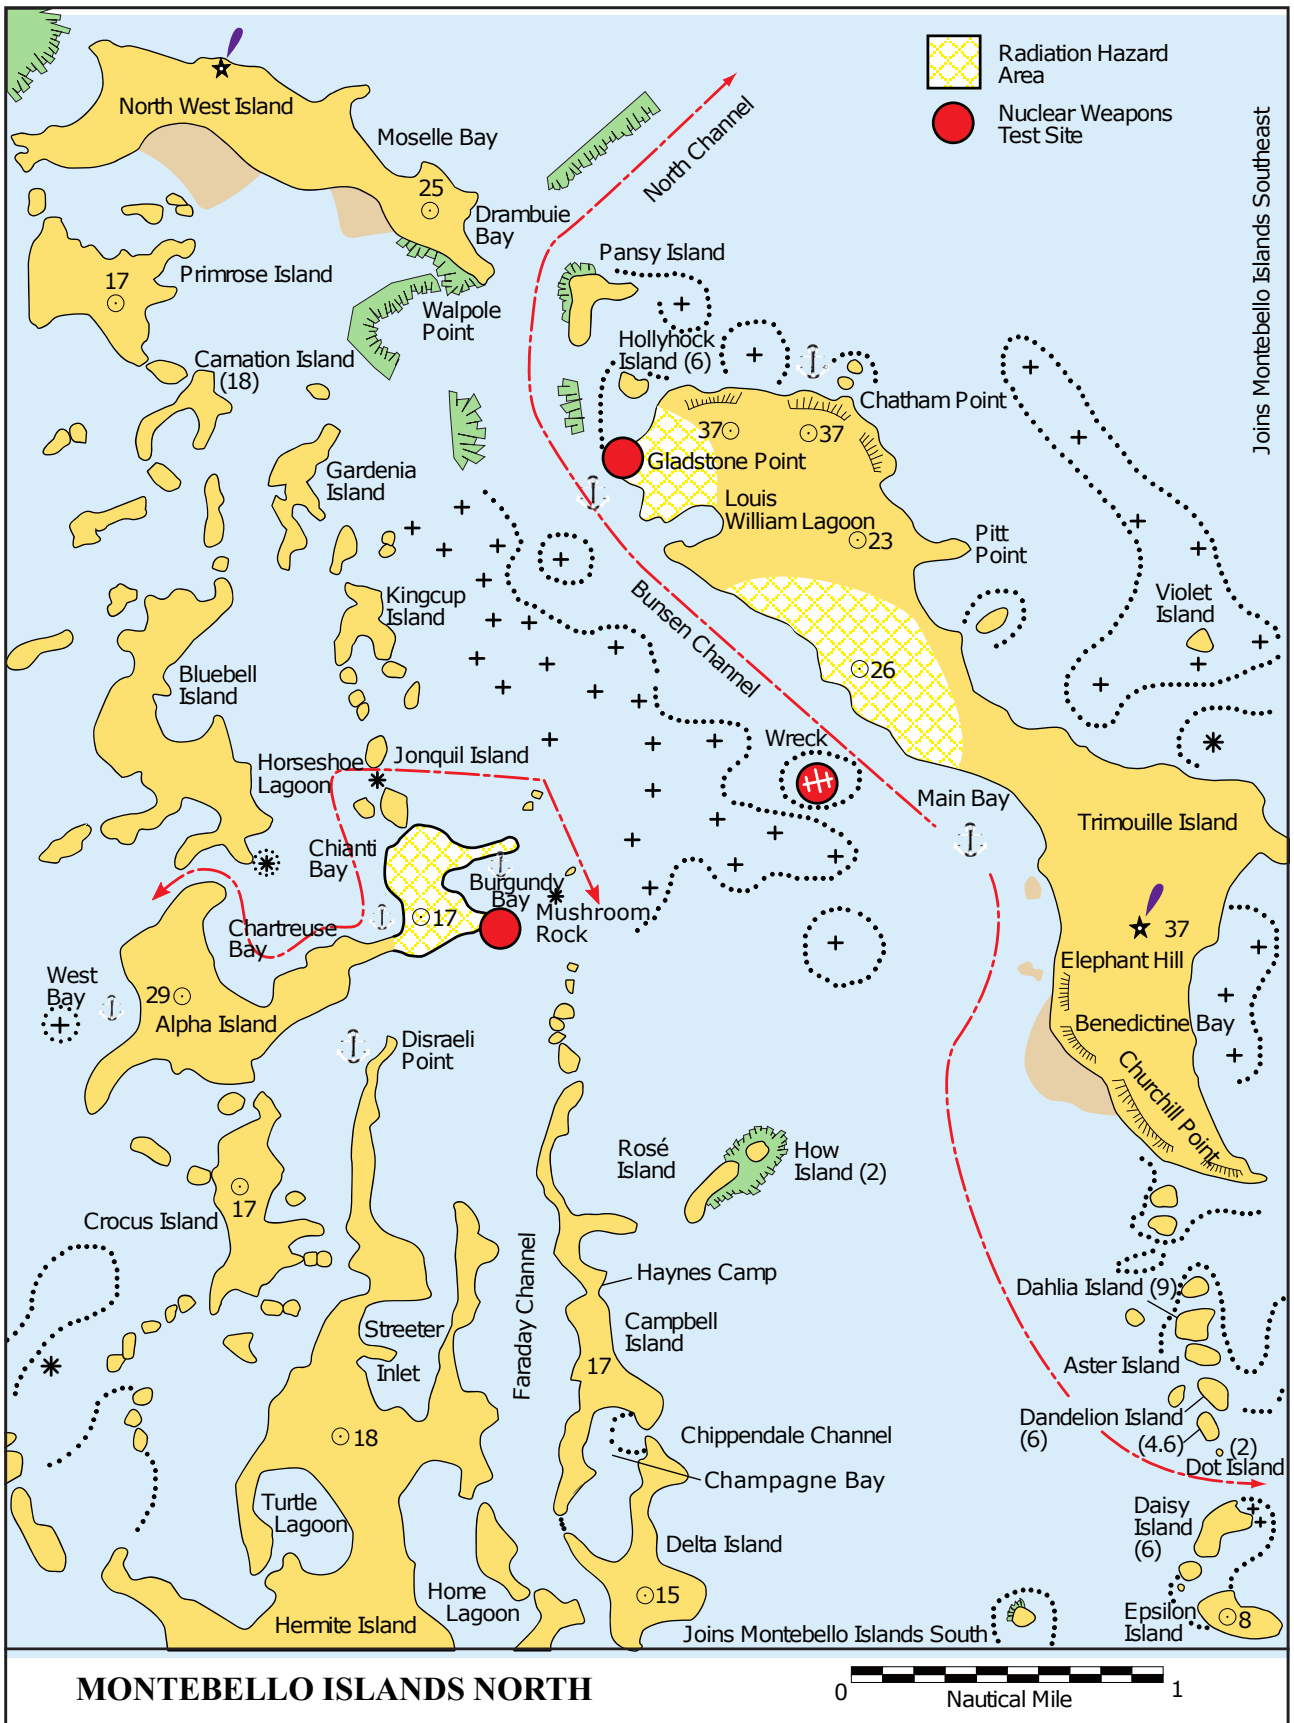 Radiation Hazard
Area
Nuclear Weapons
Test Site
Joins Montebello Islands Southeast
North West Island
Moselle Bay
North Channel
25
Drambuie
Bay
Pansy Island
Primrose Island
17
Walpole
Point
Hollyhock
Island (6)
Carnation Island
(18)
Chatham Point
37
37
Gladstone Point
Gardenia
Island
Louis
William Lagoon
23
Pitt
Point
Kingcup
Island
Bunsen Channel
Violet
Island
Bluebell
Island
26
Wreck
Horseshoe
Lagoon
Jonquil Island
Main Bay
Trimouille Island
Chianti
Bay
Burgundy
Bay
17
Mushroom
Rock
Chartreuse
Bay
37
Elephant Hill
West
Bay
29
Alpha Island
Disraeli
Point
Benedictine Bay
Churchill Point
Rosé
Island
How
Island (2)
17
Crocus Island
Faraday Channel
Haynes Camp
Dahlia Island (9)
Streeter
Inlet
Campbell
Island
17
Aster Island
Dandelion Island
(6)
(4.6)
(2)
Dot Island
18
Chippendale Channel
Champagne Bay
Turtle
Lagoon
Daisy
Island
(6)
Delta Island
Home
Lagoon
15
Hermite Island
Epsilon
Island
8
Joins Montebello Islands South
MONTEBELLO ISLANDS NORTH
0
1
Nautical Mile